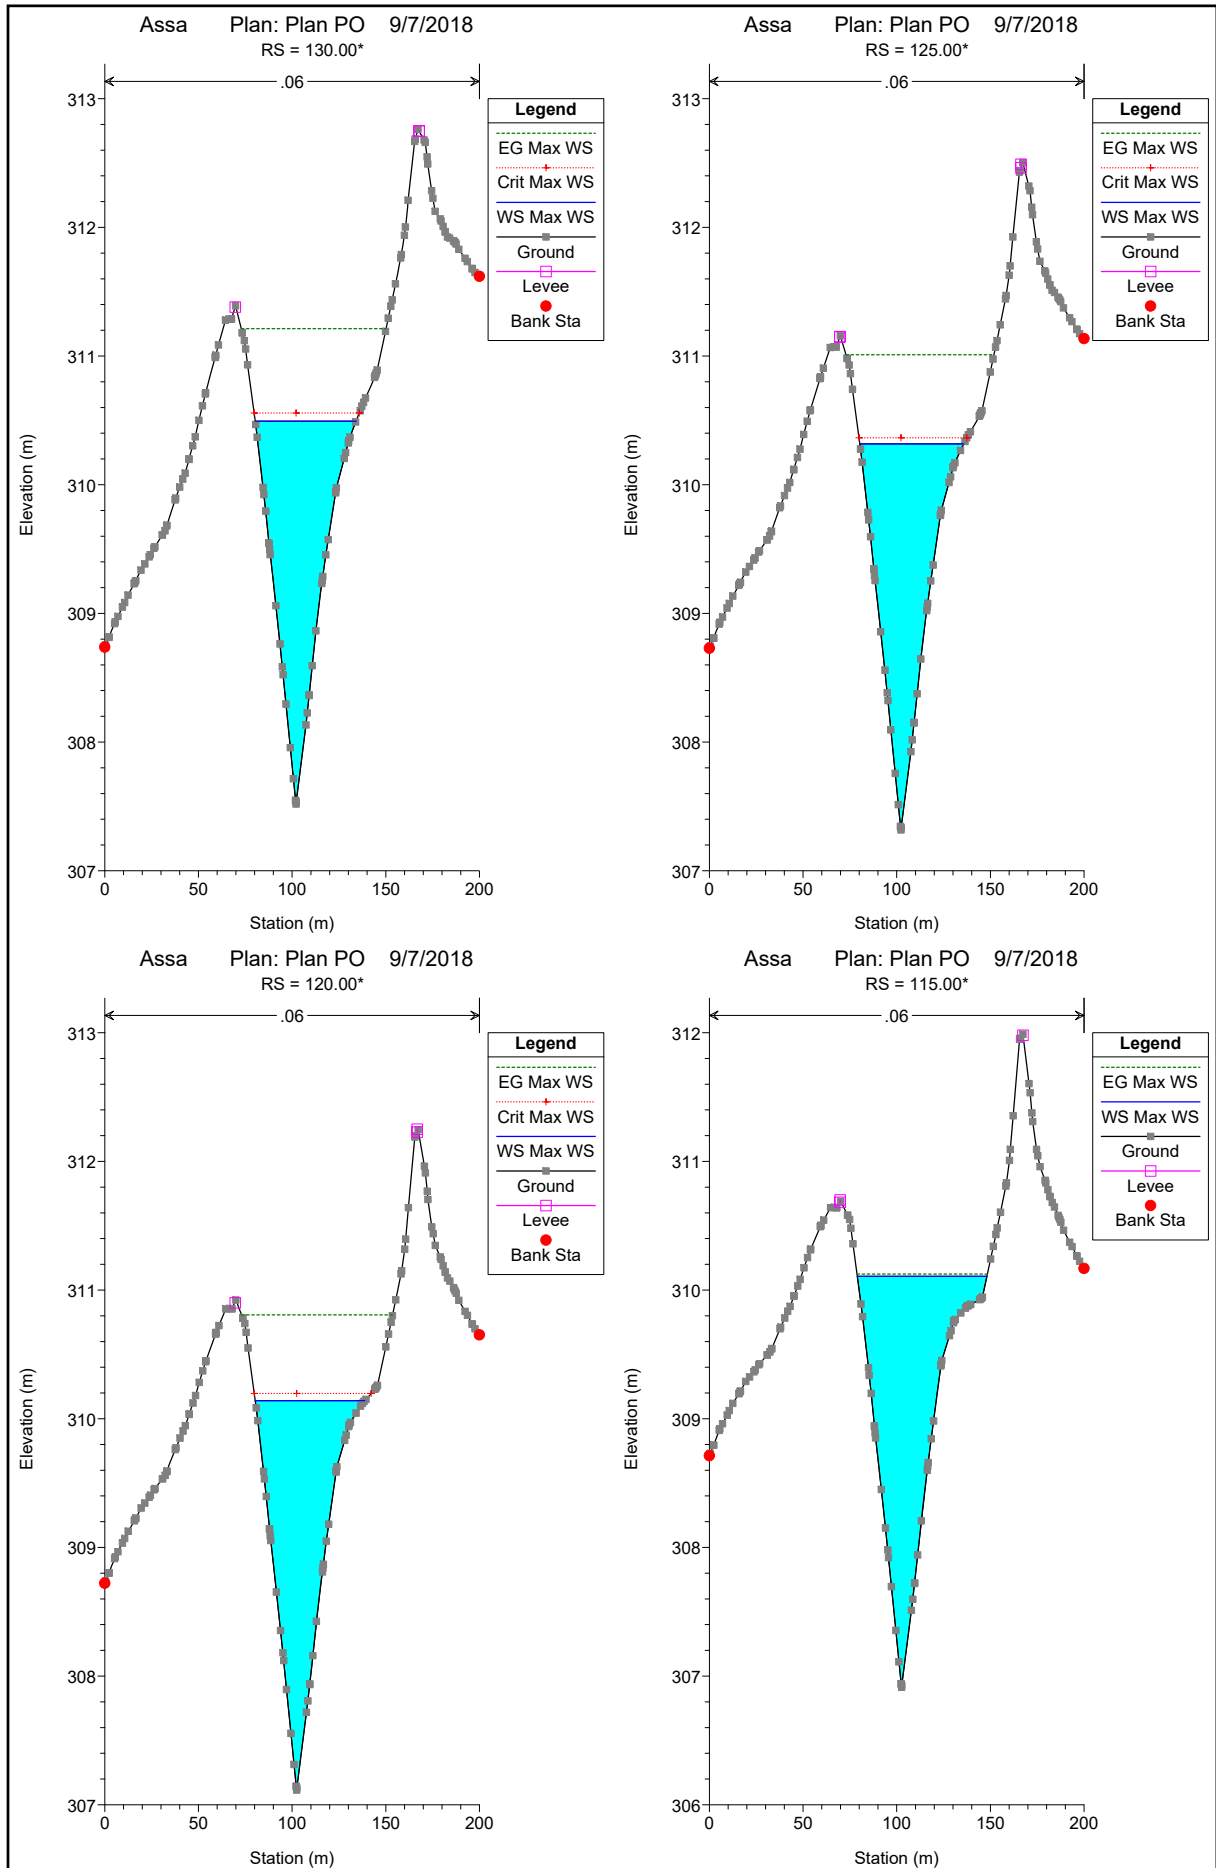 Assa Plan: Plan PO 9/7/2018
RS = 130.00*
.06
Legend
EG Max WS
Crit Max WS
WS Max WS
Ground
Levee
Bank Sta
313
312
311
310
309
308
307
Elevation (m)
0 50 100 150 200
Station (m)
Assa Plan: Plan PO 9/7/2018
RS = 125.00*
.06
Legend
EG Max WS
Crit Max WS
WS Max WS
Ground
Levee
Bank Sta
313
312
311
310
309
308
307
Elevation (m)
0 50 100 150 200
Station (m)
Assa Plan: Plan PO 9/7/2018
RS = 120.00*
.06
Legend
EG Max WS
Crit Max WS
WS Max WS
Ground
Levee
Bank Sta
313
312
311
310
309
308
307
Elevation (m)
0 50 100 150 200
Station (m)
Assa Plan: Plan PO 9/7/2018
RS = 115.00*
.06
Legend
EG Max WS
WS Max WS
Ground
Levee
Bank Sta
312
311
310
309
308
307
306
Elevation (m)
0 50 100 150 200
Station (m)